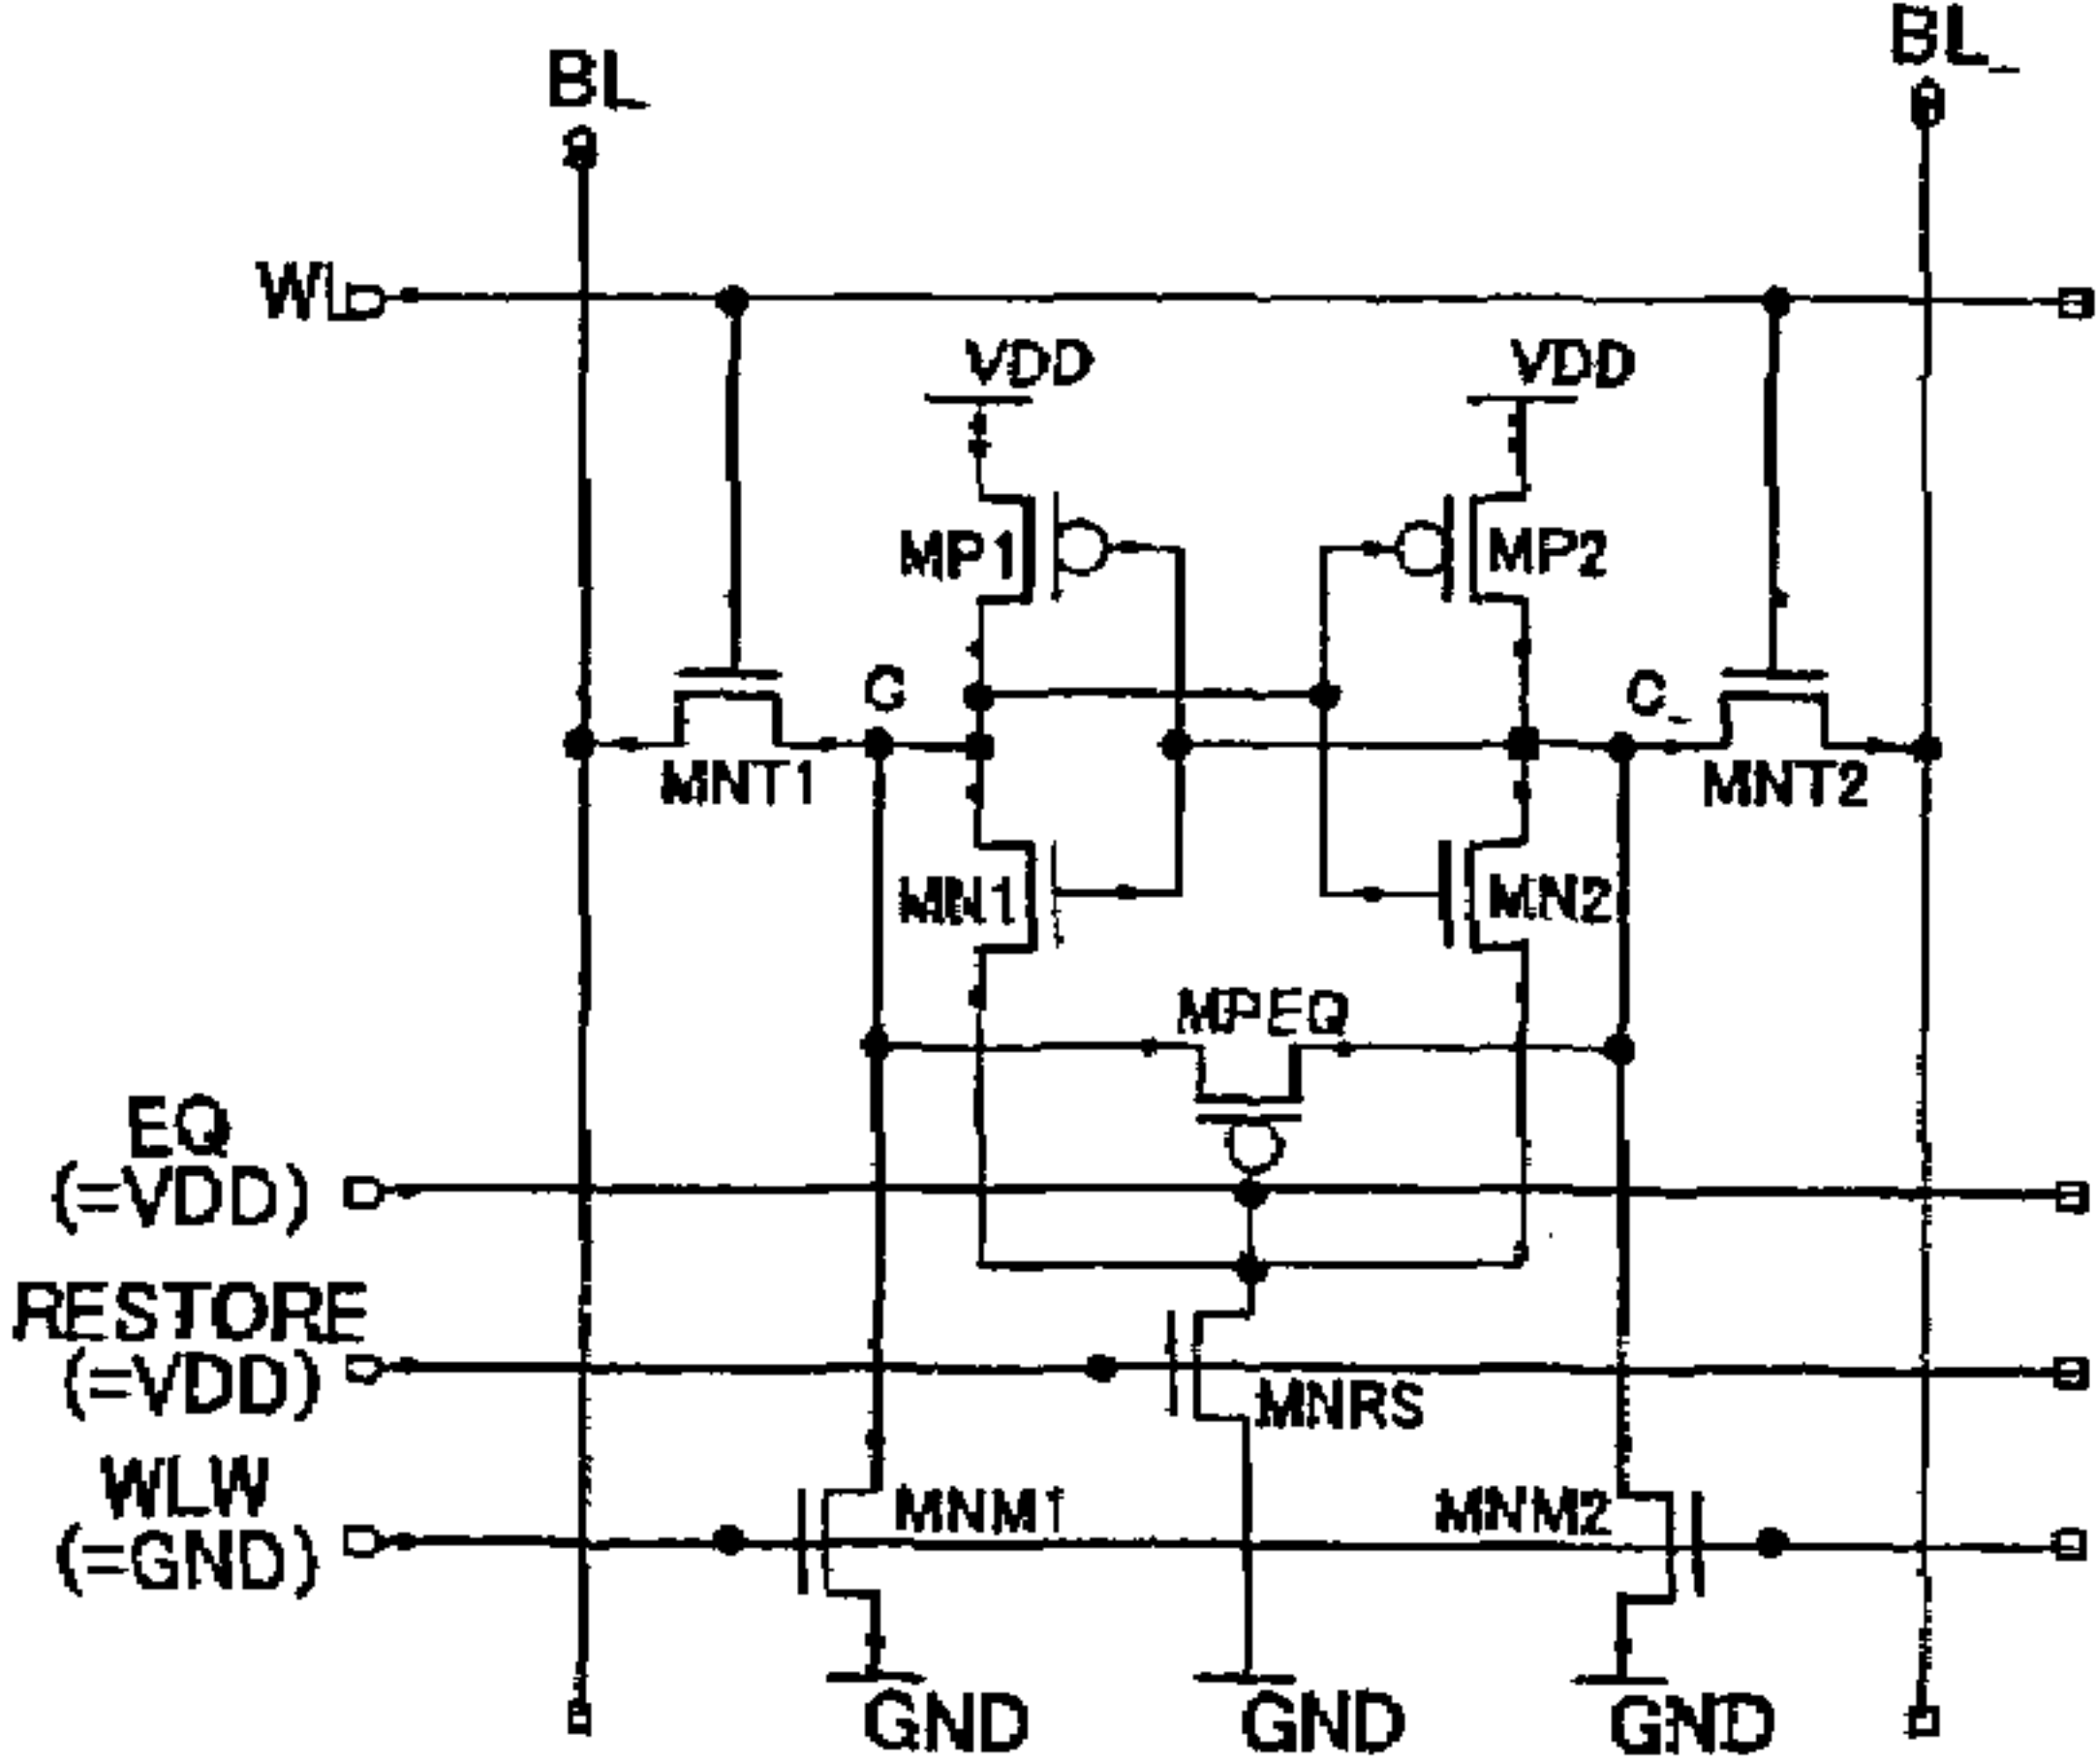 BL
BL_
WL
VDD
VDD
MP1
MP2
C
C_
MNT1
MNT2
MN1
MN2
MPEQ
EQ
(=VDD)
RESTORE
(=VDD)
MNRS
WLW
(=GND)
MNM1
MNM2
GND
GND
GND